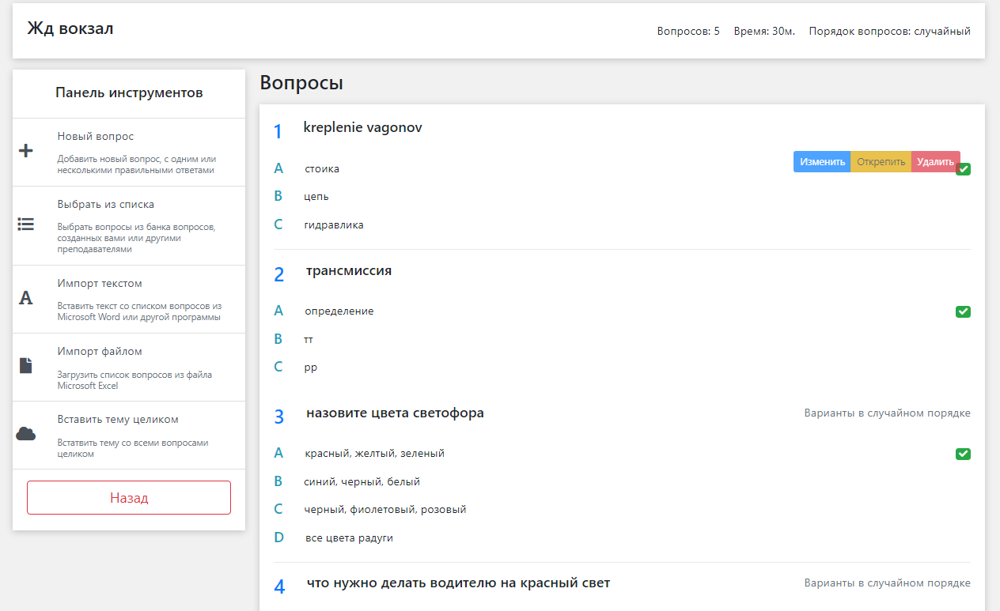 Жд вокзал
Вопросов: 5 Время: 30м. Порядок вопросов: случайный
Панель инструментов
Новый вопрос
Добавить новый вопрос, с одним или
несколькими правильными ответами
Выбрать из списка
Выбрать вопросы из банка вопросов,
созданных вами или другими
преподавателями
A
Импорт текстом
Вставить текст со списком вопросов из
Microsoft Word или другой программы
Импорт файлом
Загрузить список вопросов из файла
Microsoft Excel
Вставить тему целиком
Встатвить тему со всеми вопросами
целиком
Назад
Вопросы
1 kreplenie vagonov
A стоика
Изменить Открепить Удалить
B цепь
C гидравлика
2 трансмиссия
A определение
B тт
C рр
3 назовите цвета светофора Варианты в случайном порядке
A красный, желтый, зеленый
B синий, черный, белый
C черный, фиолетовый, розовый
D все цвета радуги
4 что нужно делать водителю на красный свет Варианты в случайном порядке